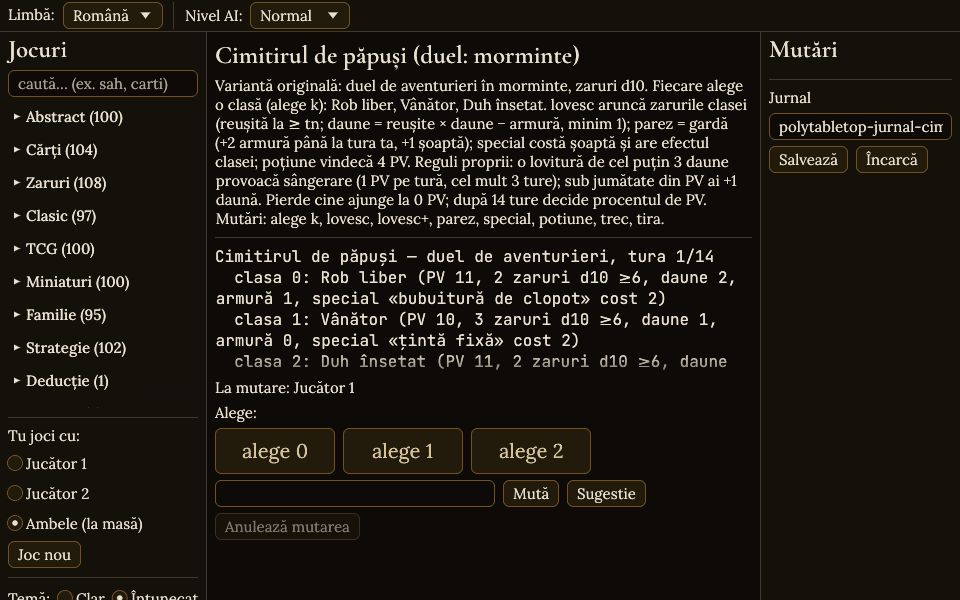 Limbă: Română ▼ Nivel AI: Normal ▼
Jocuri
caută... (ex. sah, carti)
▸ Abstract (100)
▸ Cărți (104)
▸ Zaruri (108)
▸ Clasic (97)
▸ TCG (100)
▸ Miniaturi (100)
▸ Familie (95)
▸ Strategie (102)
▸ Deducție (1)
Tu joci cu:
Jucător 1
Jucător 2
Ambele (la masă)
Joc nou
Temă: Clar Întunecat
Cimitirul de păpuși (duel: morminte)
Variantă originală: duel de aventurieri în morminte, zaruri d10. Fiecare alege
o clasă (alege k): Rob liber, Vânător, Duh însetat. lovesc aruncă zarurile clasei
(reușită la ≥ tn; daune = reușite × daune − armură, minim 1); parez = gardă
(+2 armură până la tura ta, +1 șoaptă); special costă șoaptă și are efectul
clasei; poțiune vindecă 4 PV. Reguli proprii: o lovitură de cel puțin 3 daune
provoacă sângerare (1 PV pe tură, cel mult 3 ture); sub jumătate din PV ai +1
daună. Pierde cine ajunge la 0 PV; după 14 ture decide procentul de PV.
Mutări: alege k, lovesc, lovesc+, parez, special, potiune, trec, tira.
Cimitirul de păpuși — duel de aventurieri, tura 1/14
clasa 0: Rob liber (PV 11, 2 zaruri d10 ≥6, daune 2,
armură 1, special «bubuitură de clopot» cost 2)
clasa 1: Vânător (PV 10, 3 zaruri d10 ≥6, daune 1,
armură 0, special «țintă fixă» cost 2)
clasa 2: Duh însetat (PV 11, 2 zaruri d10 ≥6, daune
La mutare: Jucător 1
Alege:
alege 0 alege 1 alege 2
Mută Sugestie
Anulează mutarea
Mutări
Jurnal
polytabletop-jurnal-cim
Salvează Încarcă